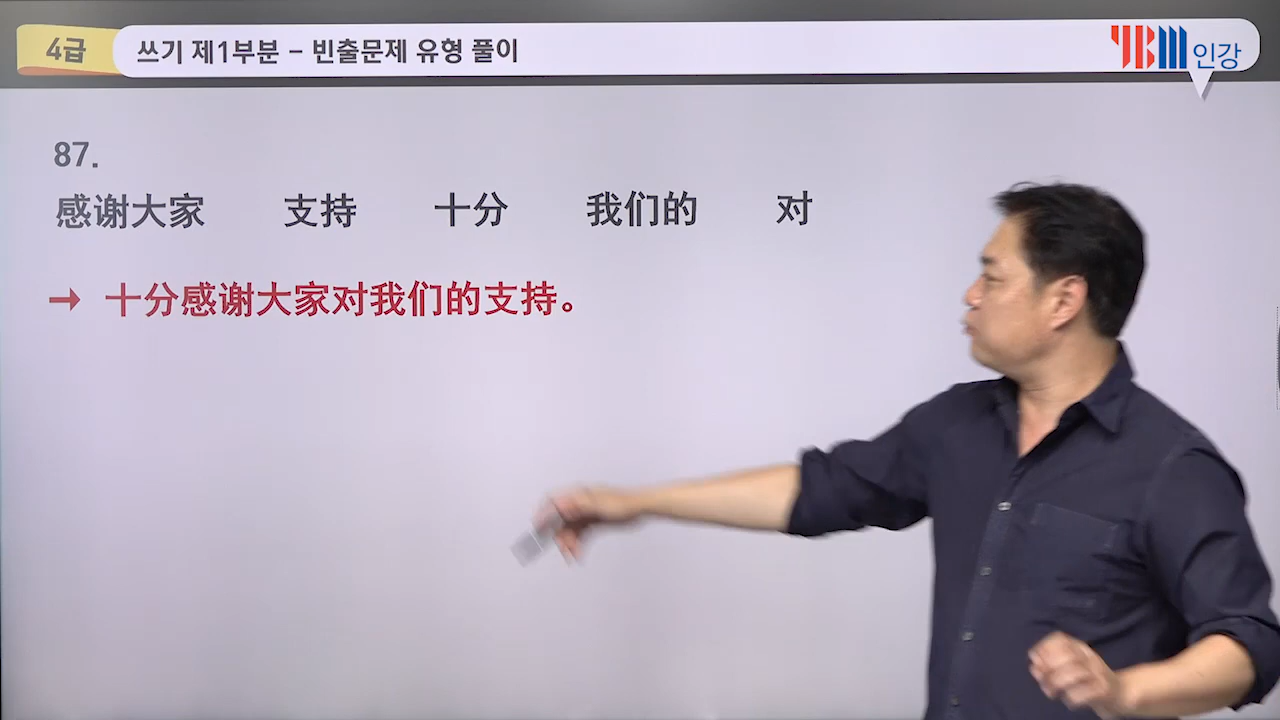 4급 쓰기 제1부분 – 빈출문제 유형 풀이 YBM 인강
87.
感谢大家 支持 十分 我们的 对
→ 十分感谢大家对我们的支持。